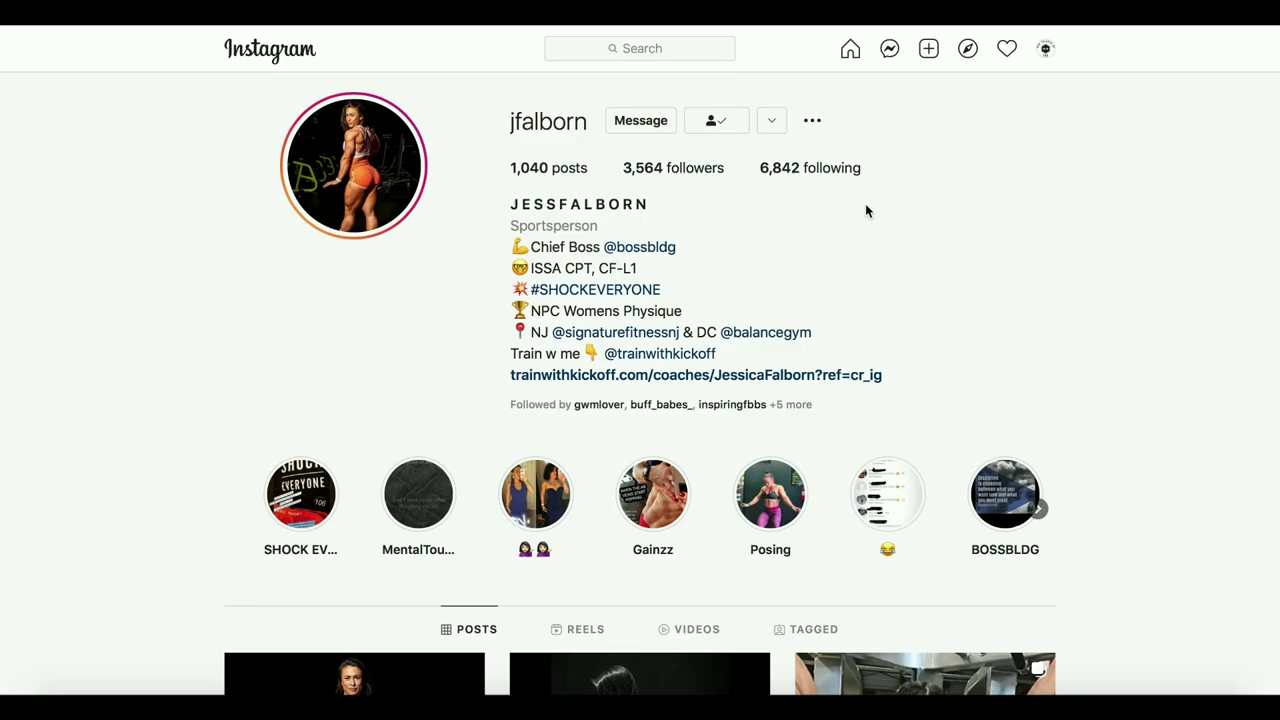 Instagram
Search
jfalborn
Message
1,040 posts 3,564 followers 6,842 following
J E S S F A L B O R N
Sportsperson
💪Chief Boss @bossbldg
🤓ISSA CPT, CF-L1
💥#SHOCKEVERYONE
🏆NPC Womens Physique
📍NJ @signaturefitnessnj & DC @balancegym
Train w me👇 @trainwithkickoff
trainwithkickoff.com/coaches/JessicaFalborn?ref=cr_ig
Followed by gwmlover, buff_babes_, inspiringfbbs +5 more
SHOCK
EVERYONE
SHOCK EV... MentalTou... Gainzz Posing 😂 BOSSBLDG
POSTS REELS VIDEOS TAGGED